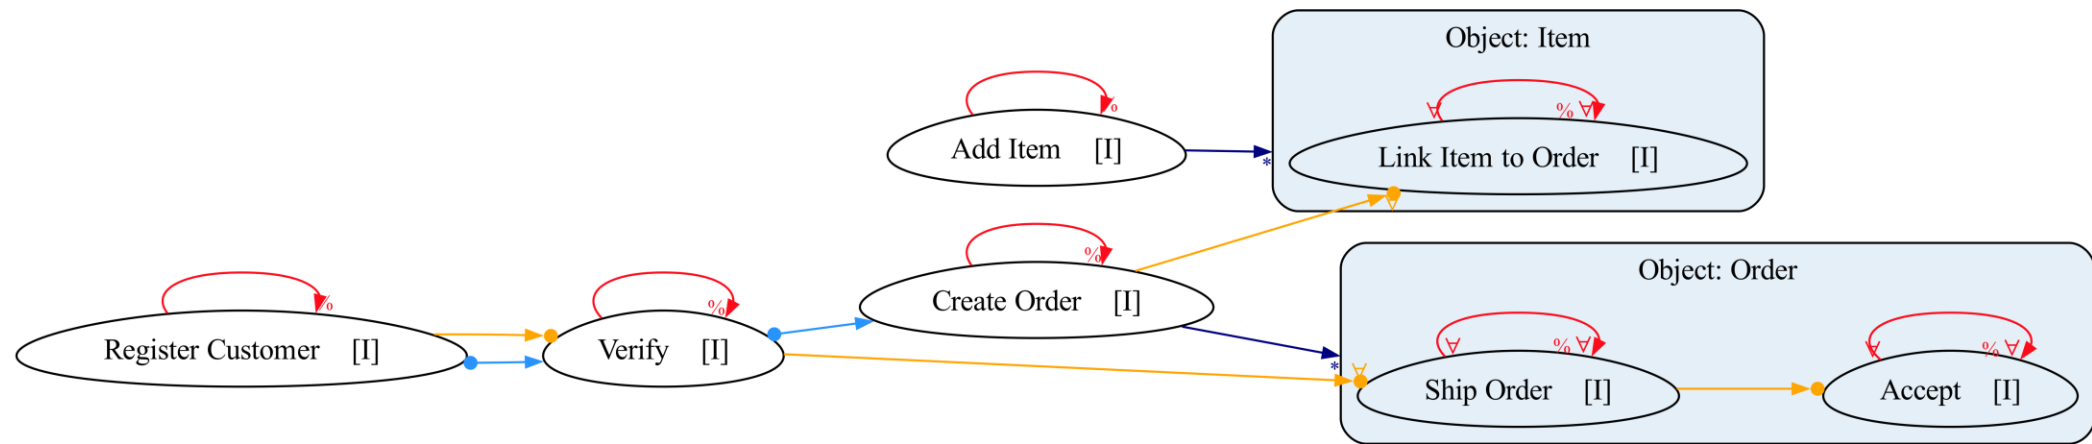 Object: Item
%
∀ % ∀
Add Item [I]
*
Link Item to Order [I]
∀
%
Create Order [I]
Object: Order
*
%
Register Customer [I]
%
Verify [I]
∀
∀ % ∀
Ship Order [I]
∀ % ∀
Accept [I]